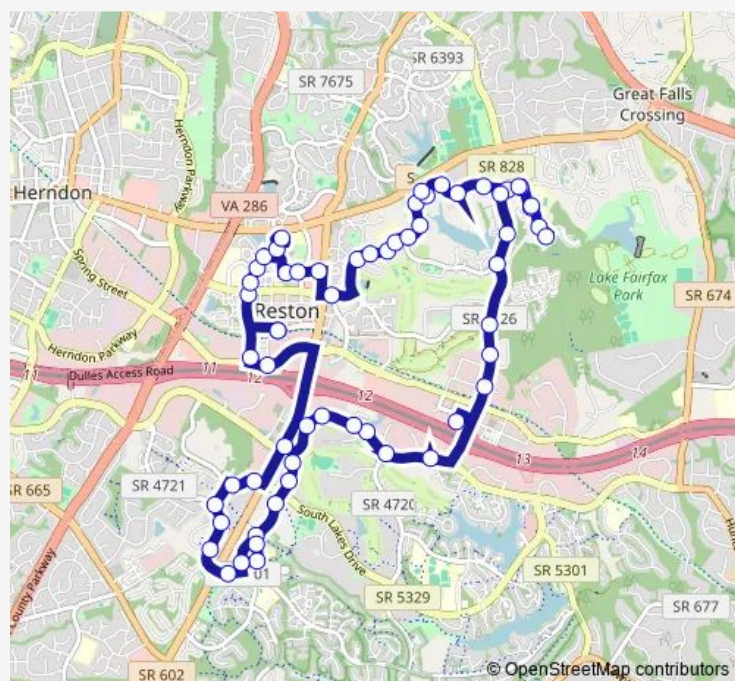 SR 6393
SR 7675
Great Falls
Crossing
Herndon Parkway
SR 828
Herndon
VA 286
Spring Street
Lake Fairfax
Park
SR 674
Reston
Herndon Parkway
Dulles Access Road
11
11
12
12
13
14
SR 665
SR 4721
SR 4720
South Lakes Drive
SR 5301
01
SR 5329
SR 677
SR 602
© OpenStreetMap contributors